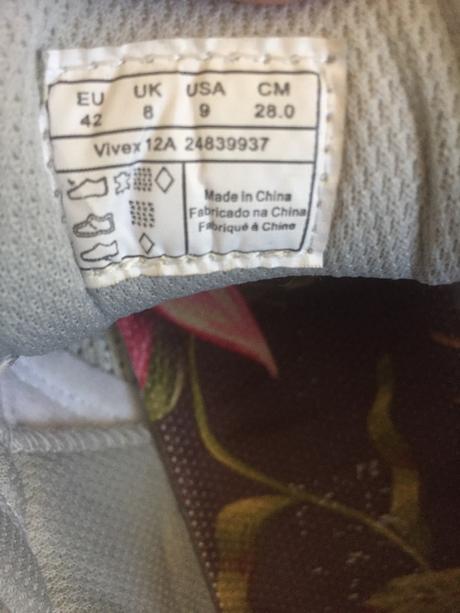 EU UK USA CM
42 8 9 28.0
Vivex 12A 24839937
Made in China
Fabricado na China
Fabriqué à Chine